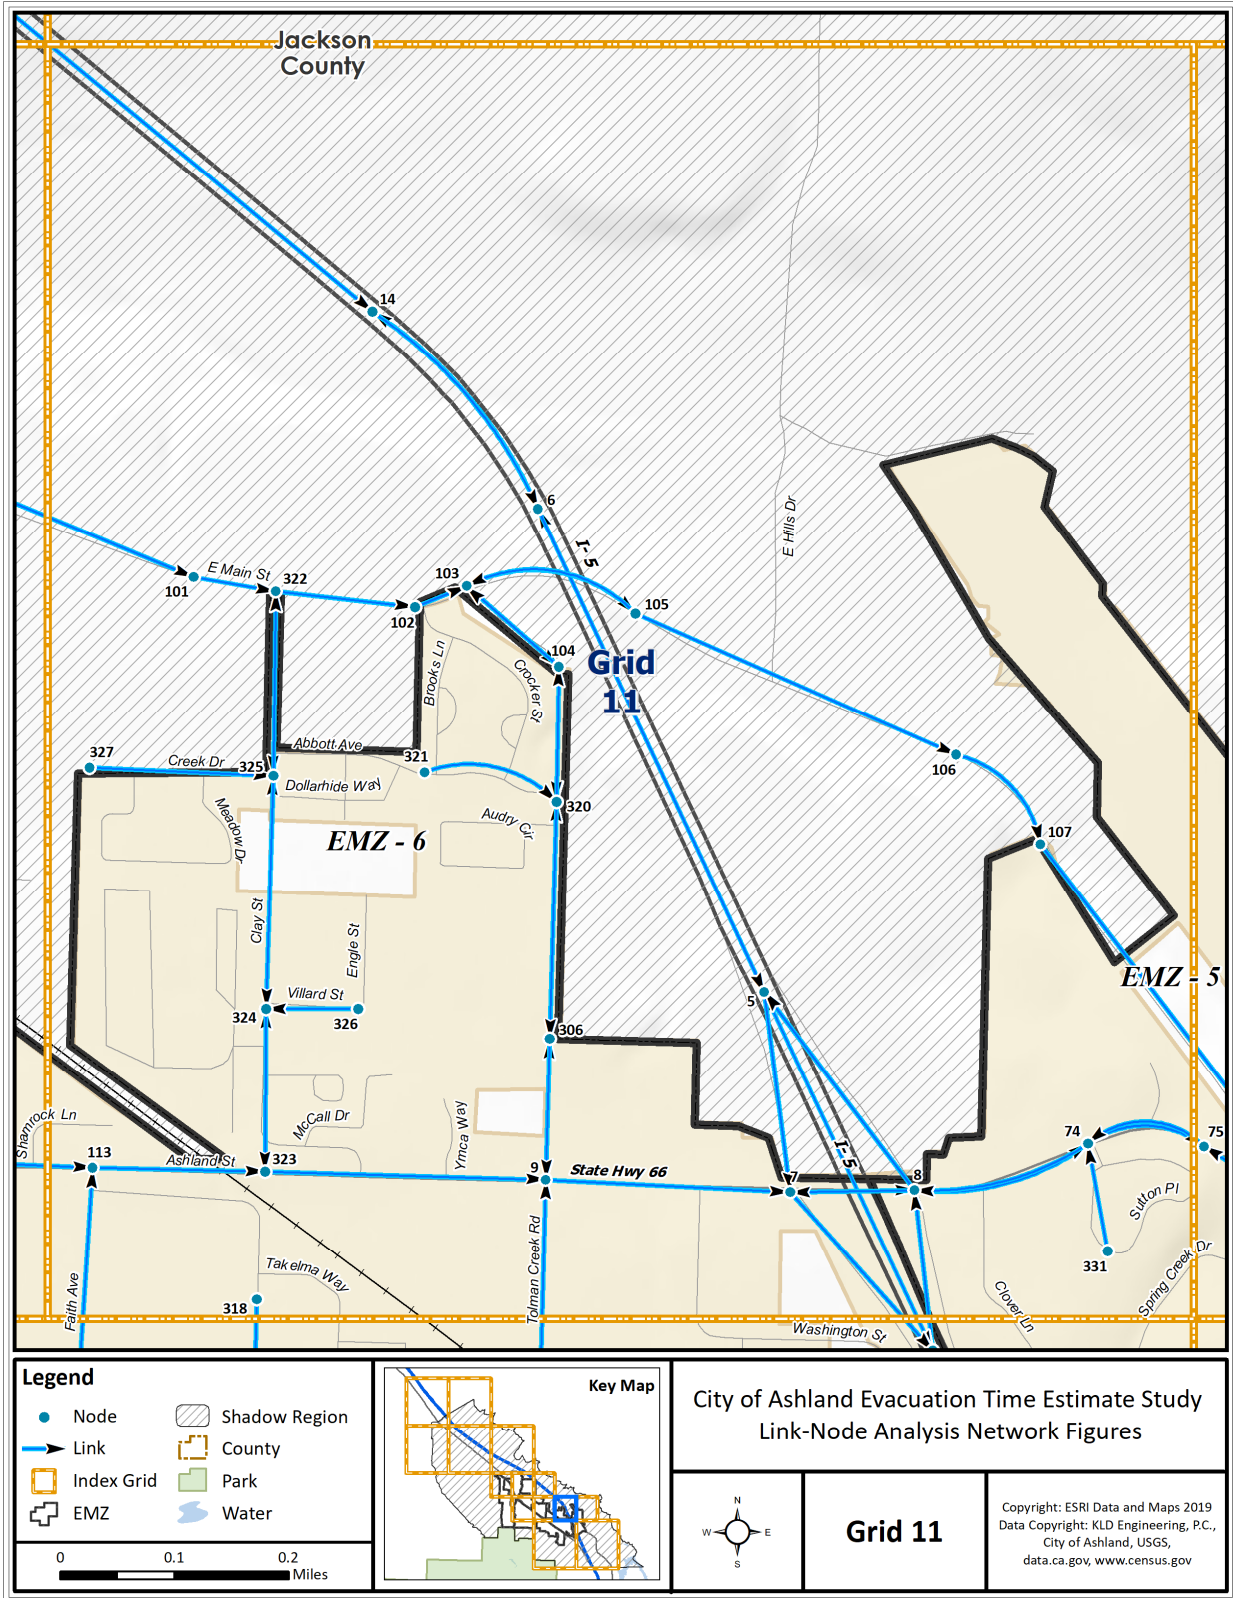 Jackson
County
14
6
I-5
E Hills Dr
E Main St
101
322
103
102
105
104
Grid
11
Brooks Ln
Crocker St
Abbott Ave
321
327
Creek Dr
325
Dollarhide Way
Meadow Dr
320
Audry Cir
EMZ - 6
106
107
Clay St
Engle St
EMZ - 5
Villard St
324
326
5
306
Shamrock Ln
McCall Dr
Ymca Way
113
Ashland St
323
9
State Hwy 66
I-5
7
8
74
75
Sutton Pl
331
Spring Creek Dr
Faith Ave
Takelma Way
318
Tolman Creek Rd
Washington St
Clover Ln
Legend
Node
Link
Index Grid
EMZ
Shadow Region
County
Park
Water
0 0.1 0.2
Miles
Key Map
City of Ashland Evacuation Time Estimate Study
Link-Node Analysis Network Figures
N
W E
S
Grid 11
Copyright: ESRI Data and Maps 2019
Data Copyright: KLD Engineering, P.C.,
City of Ashland, USGS,
data.ca.gov, www.census.gov